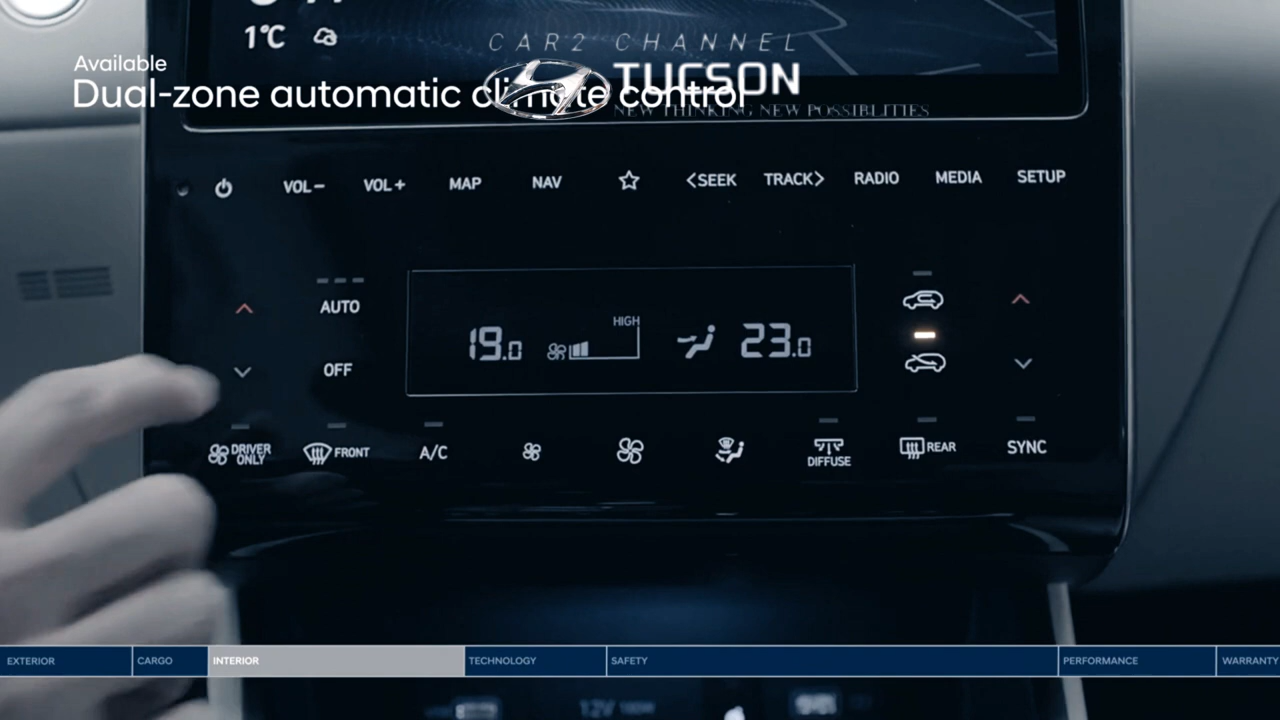 1°C
CAR2 CHANNEL
Available
TUCSON
Dual-zone automatic climate control
NEW THINKING NEW POSSIBLITIES
VOL−
VOL+
MAP
NAV
<SEEK
TRACK>
RADIO
MEDIA
SETUP
AUTO
HIGH
19.0
23.0
OFF
DRIVER ONLY
FRONT
A/C
DIFFUSE
REAR
SYNC
EXTERIOR
CARGO
INTERIOR
TECHNOLOGY
SAFETY
PERFORMANCE
WARRANTY
12V